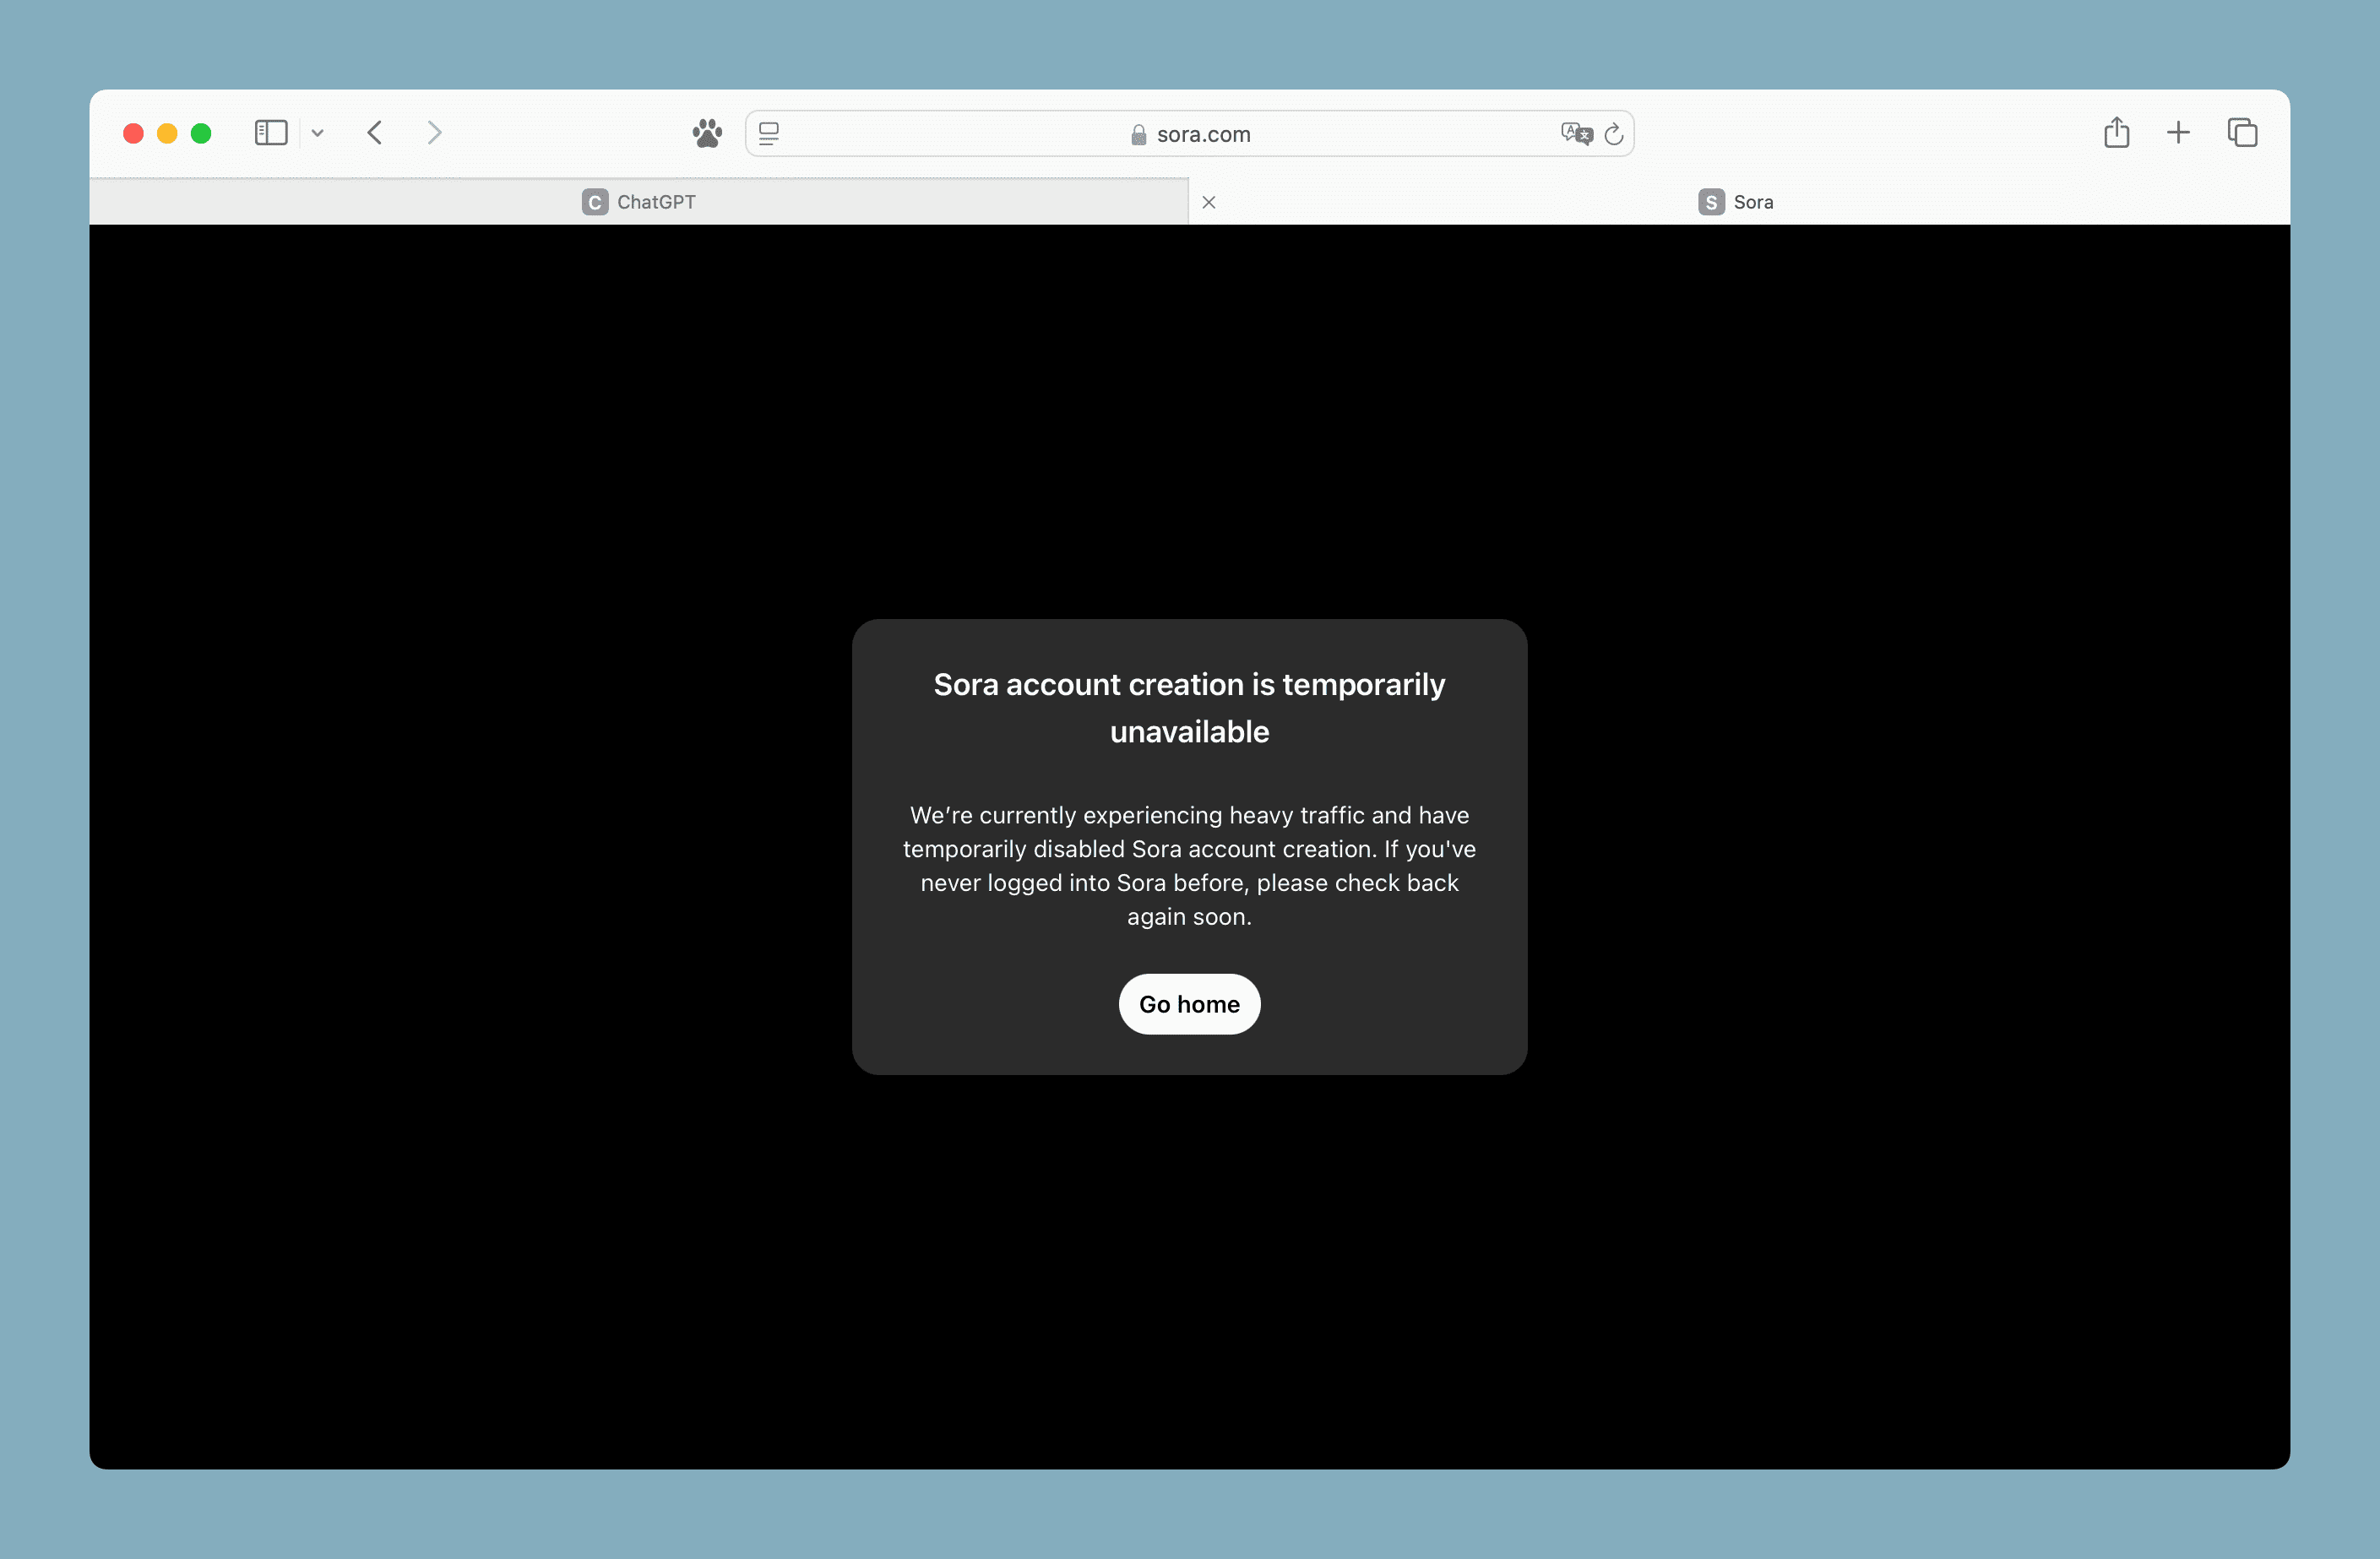 sora.com
C ChatGPT
S Sora
Sora account creation is temporarily
unavailable
We’re currently experiencing heavy traffic and have
temporarily disabled Sora account creation. If you've
never logged into Sora before, please check back
again soon.
Go home